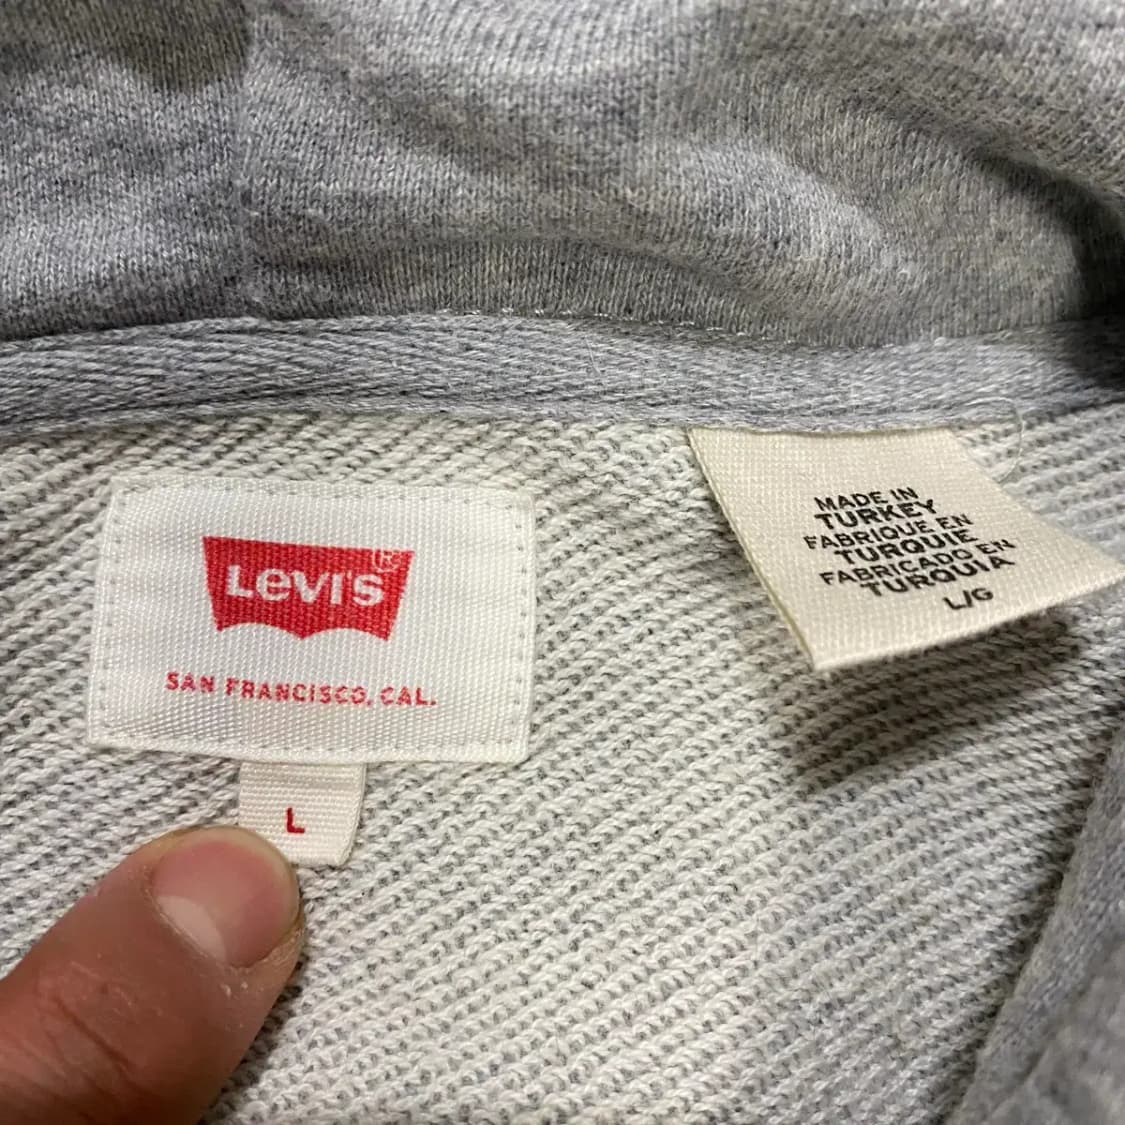 Levi's®
SAN FRANCISCO, CAL.
L
MADE IN
TURKEY
FABRIQUE EN
TURQUIE
FABRICADO EN
TURQUIA
L/G